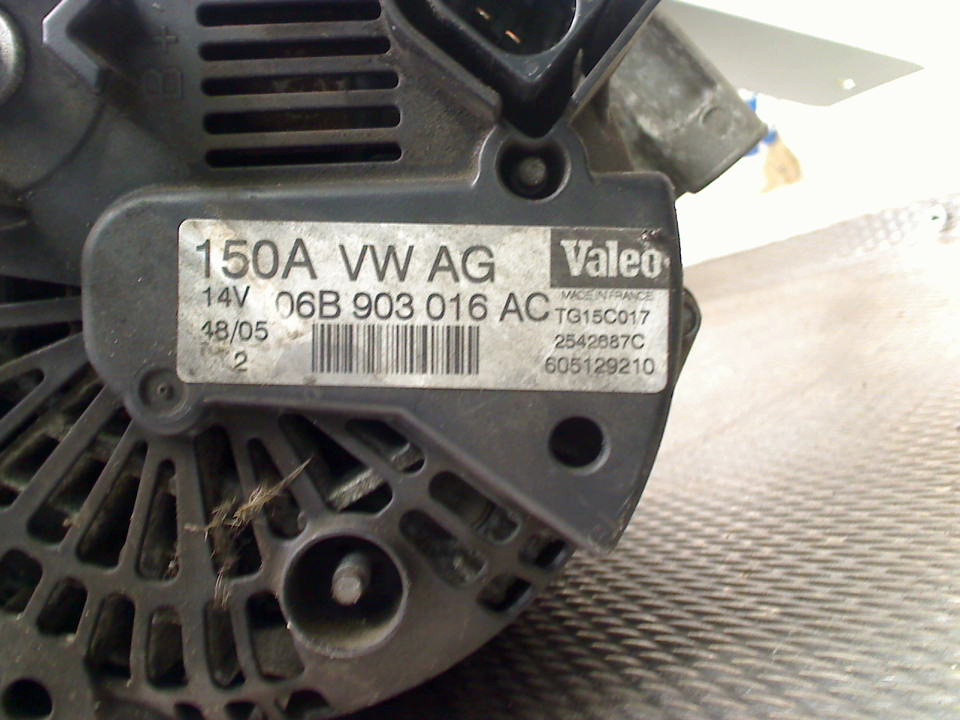 B+
150A VW AG
Valeo
MADE IN FRANCE
14V 06B 903 016 AC
TG15C017
48/05
2542687C
2
605129210